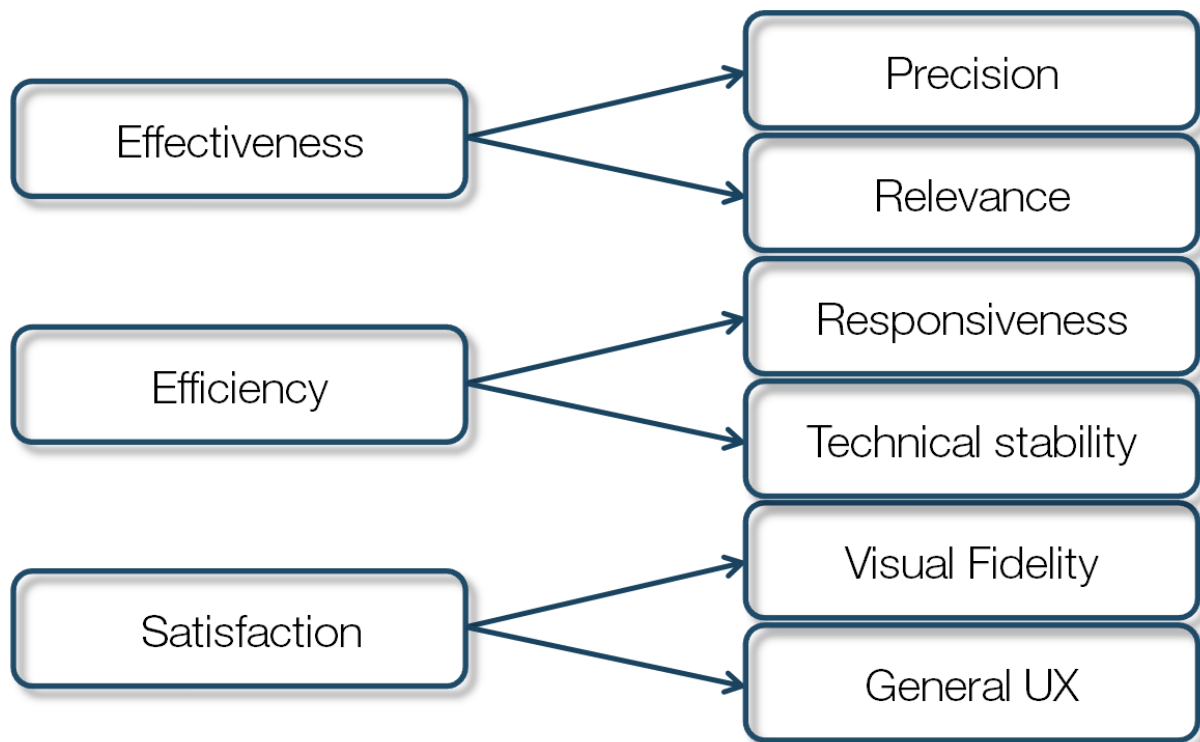 Effectiveness
Precision
Relevance
Efficiency
Responsiveness
Technical stability
Satisfaction
Visual Fidelity
General UX